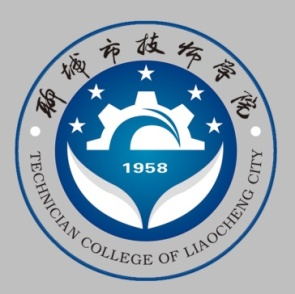 聊城市技师学院
1958
TECHNICIAN COLLEGE OF LIAOCHENG CITY